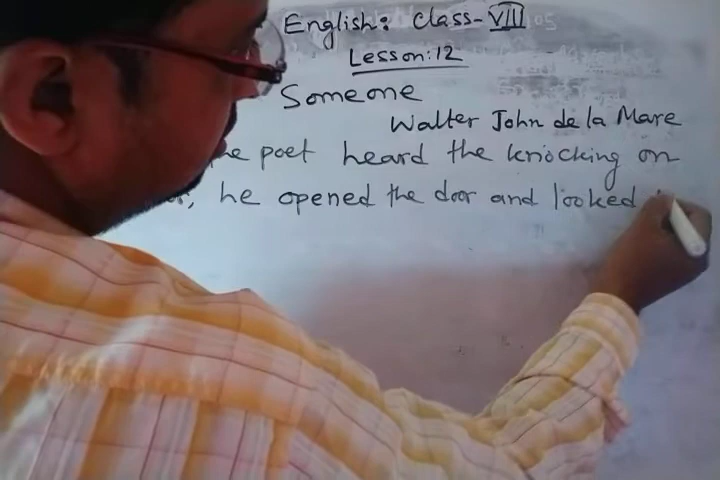 English: Class-VIII
Lesson:12
Someone
Walter John de la Mare
poet heard the knocking on
he opened the door and looked